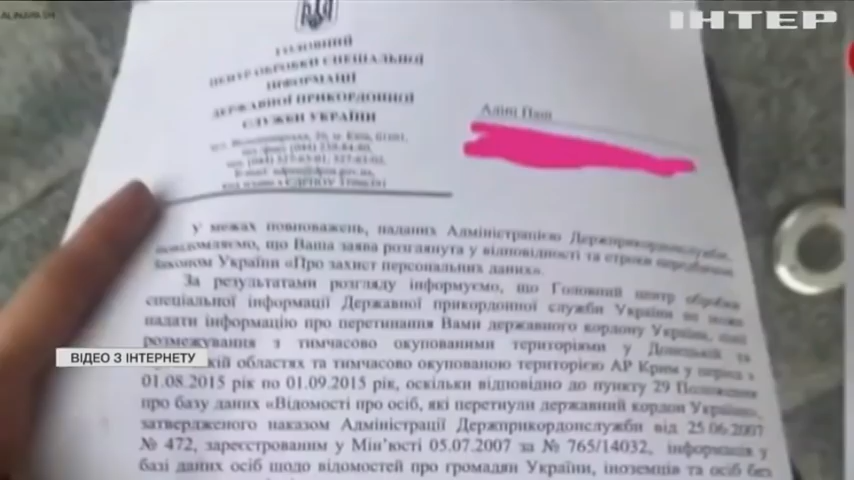 ІНТЕР
ГОЛОВНИЙ
ЦЕНТР ОБРОБКИ СПЕЦІАЛЬНОЇ
ІНФОРМАЦІЇ
ДЕРЖАВНОЇ ПРИКОРДОННОЇ
СЛУЖБИ УКРАЇНИ
Аліні Паш
у межах повноважень, наданих Адміністрацією Держприкордонслужби,
повідомляємо, що Ваша заява розглянута у відповідності та строки
Законом України «Про захист персональних даних».
За результатами розгляду інформуємо, що Головний центр обробки
спеціальної інформації Державної прикордонної служби України не може
надати інформацію про перетинання Вами державного кордону України,
розмежування з тимчасово окупованими територіями у Донецькій та
областях та тимчасово окупованою територією АР Крим у період з
ВІДЕО З ІНТЕРНЕТУ
01.08.2015 рік по 01.09.2015 рік, оскільки відповідно до пункту 29 Положення
про базу даних «Відомості про осіб, які перетнули державний кордон України»,
затвердженого наказом Адміністрації Держприкордонслужби від 25.06.2007
№ 472, зареєстрованим у Мін'юсті 05.07.2007 за № 765/14032, інформація у
базі даних осіб щодо відомостей про громадян України, іноземців та осіб без